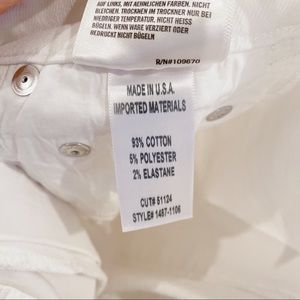 AUF LINKS, MIT AEHNLICHEN FARBEN. NICHT
BLEICHEN. TROCKNEN IM TROCKNER NUR BEI
NIEDRIGER TEMPERATUR. NICHT HEISS
BÜGELN. WENN WARE VERZIERT ODER
BEDRUCKT NICHT BÜGELN
R/N#109670
MADE IN U.S.A.
IMPORTED MATERIALS
93% COTTON
5% POLYESTER
2% ELASTANE
CUT# 51124
STYLE# 1487-1106